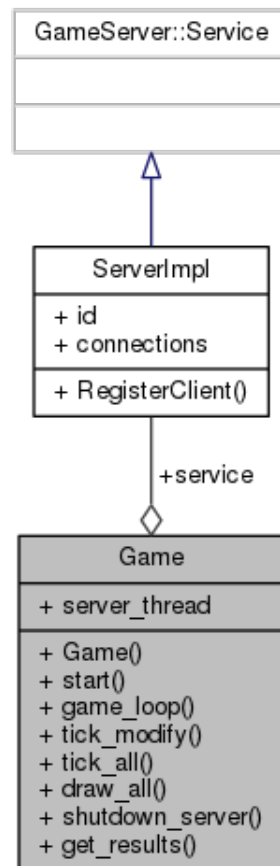 GameServer::Service
ServerImpl
+ id
+ connections
+ RegisterClient()
+service
Game
+ server_thread
+ Game()
+ start()
+ game_loop()
+ tick_modify()
+ tick_all()
+ draw_all()
+ shutdown_server()
+ get_results()